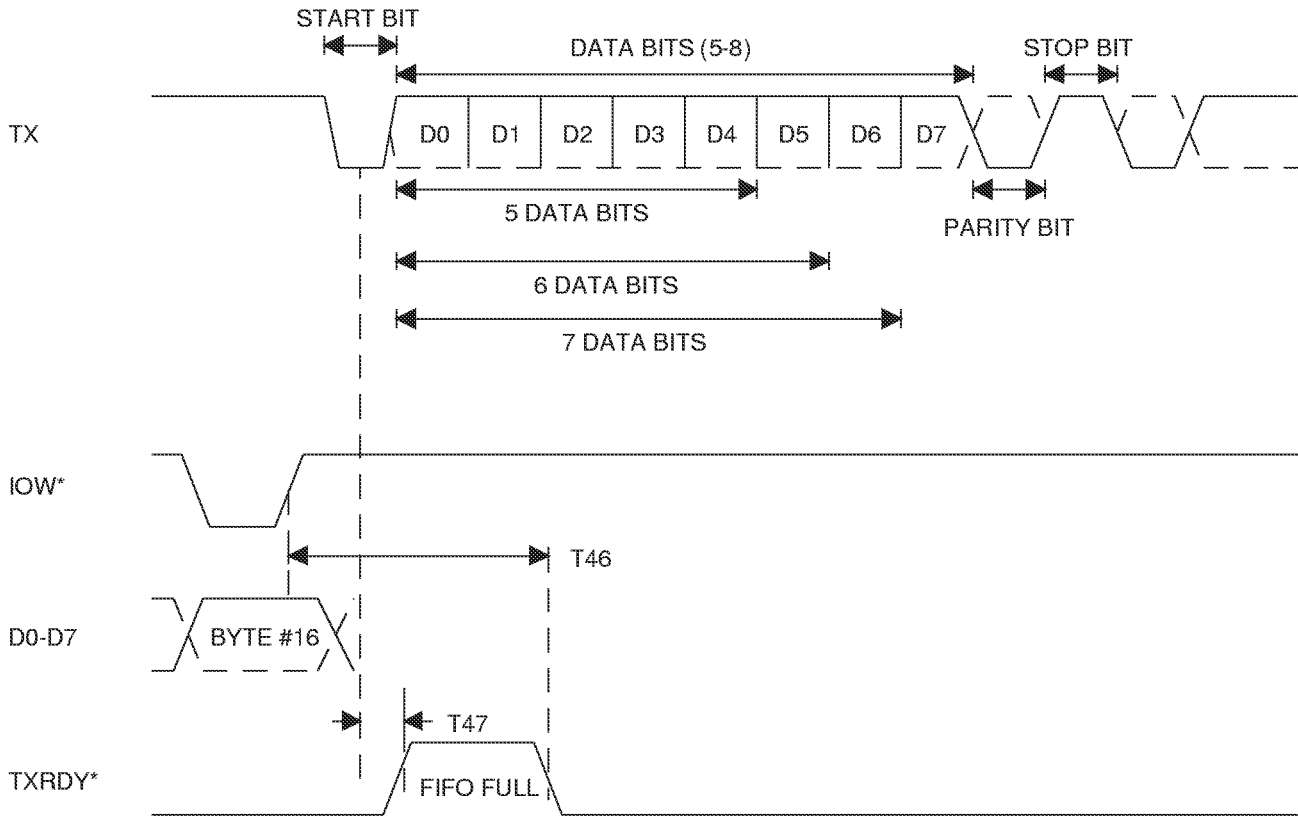 START BIT
DATA BITS (5-8)
STOP BIT
TX
D0 D1 D2 D3 D4 D5 D6 D7
5 DATA BITS
PARITY BIT
6 DATA BITS
7 DATA BITS
IOW*
T46
D0-D7
BYTE #16
T47
TXRDY*
FIFO FULL